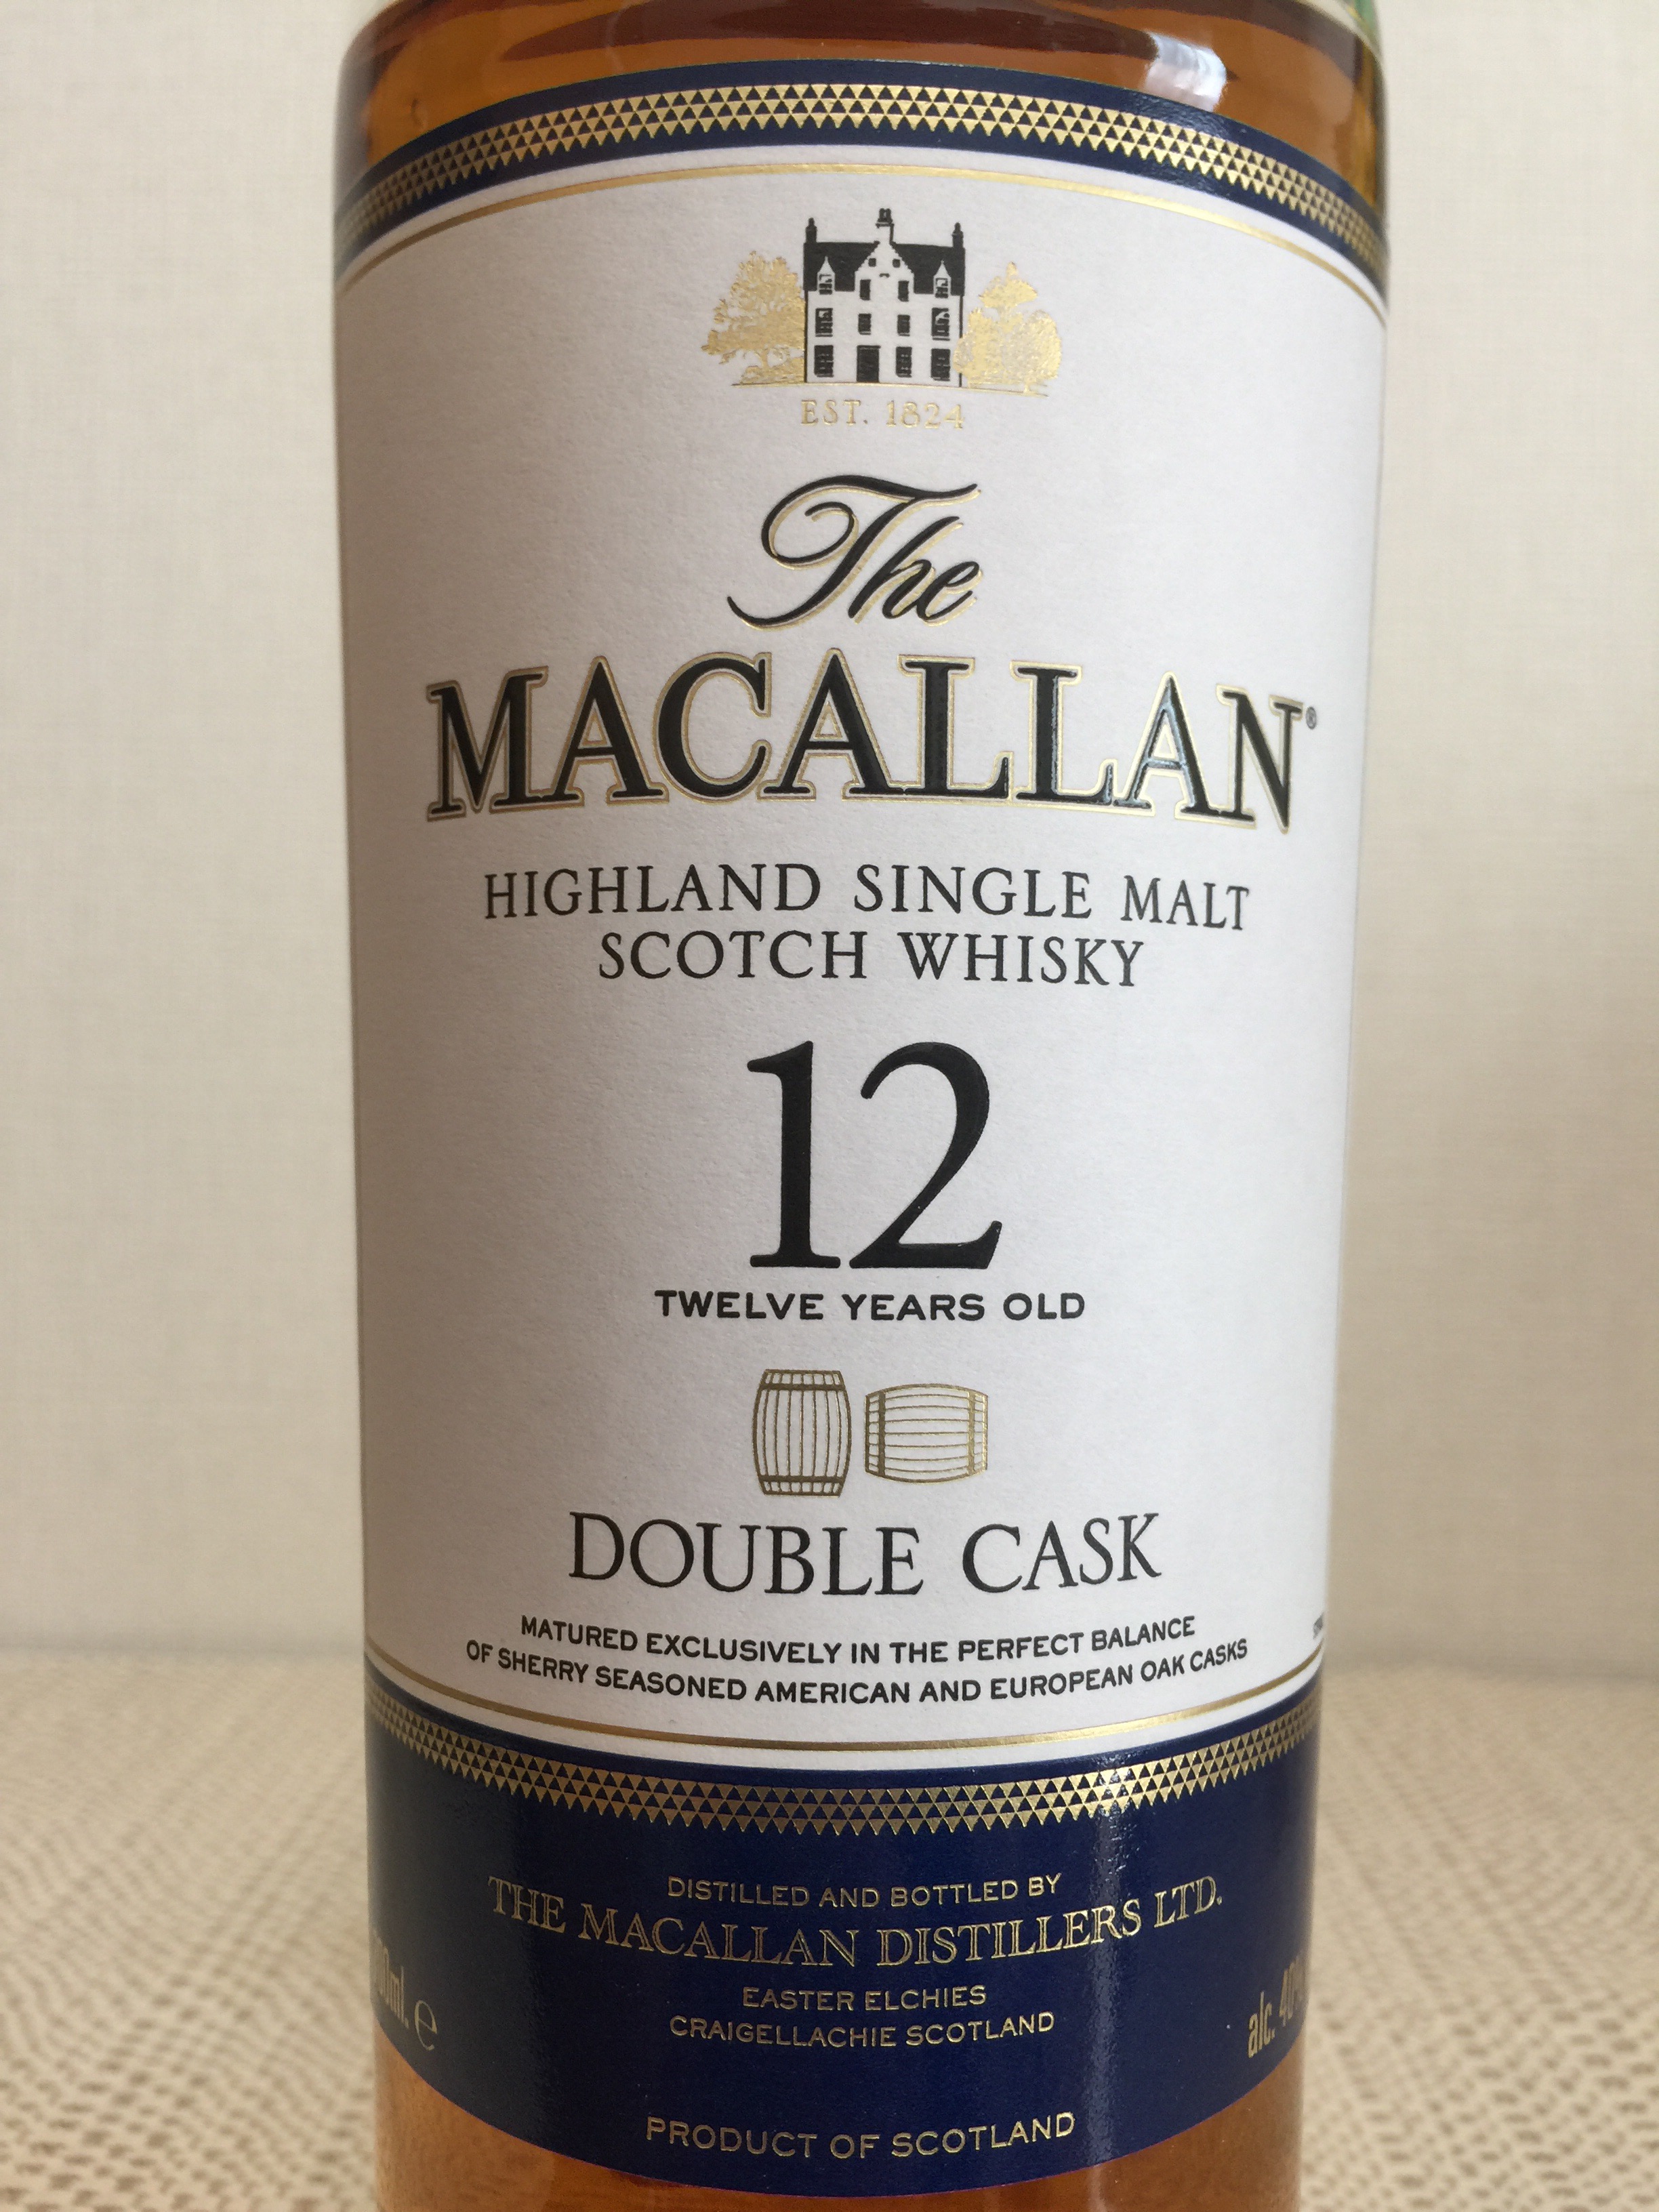 EST. 1824
The
MACALLAN®
HIGHLAND SINGLE MALT
SCOTCH WHISKY
12
TWELVE YEARS OLD
DOUBLE CASK
MATURED EXCLUSIVELY IN THE PERFECT BALANCE
OF SHERRY SEASONED AMERICAN AND EUROPEAN OAK CASKS
DISTILLED AND BOTTLED BY
THE MACALLAN DISTILLERS LTD.
EASTER ELCHIES
CRAIGELLACHIE SCOTLAND
℮
alc. 40%
PRODUCT OF SCOTLAND